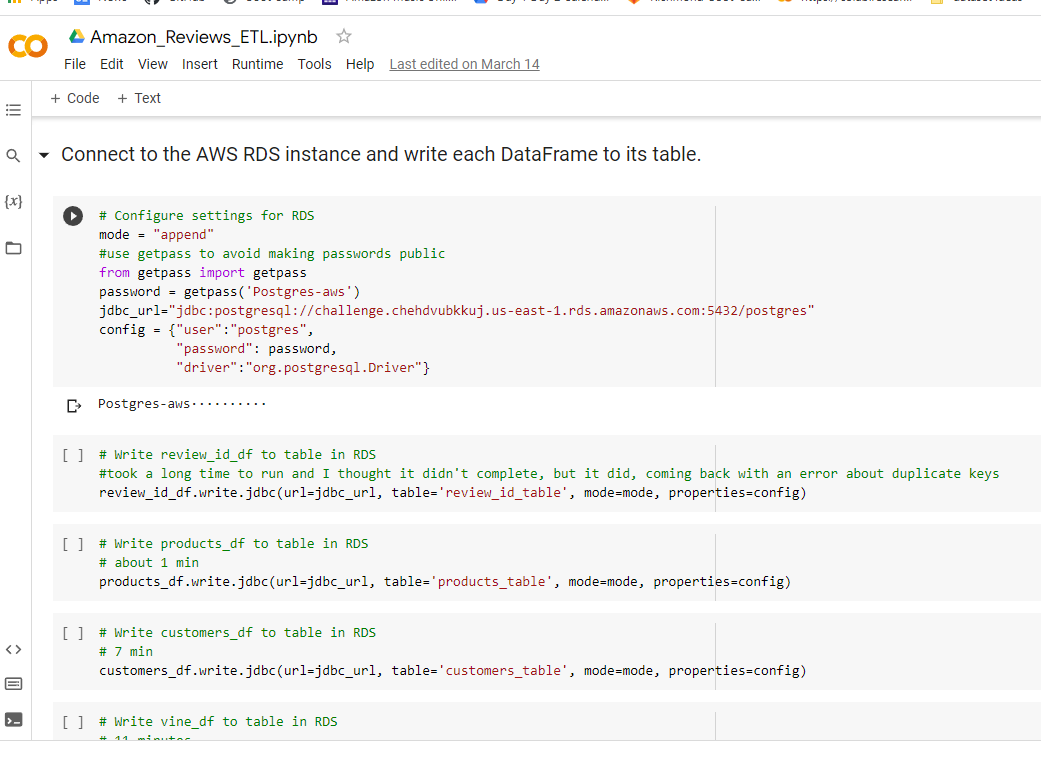 Amazon_Reviews_ETL.ipynb
File Edit View Insert Runtime Tools Help Last edited on March 14
+ Code + Text
Connect to the AWS RDS instance and write each DataFrame to its table.
# Configure settings for RDS
mode = "append"
#use getpass to avoid making passwords public
from getpass import getpass
password = getpass('Postgres-aws')
jdbc_url="jdbc:postgresql://challenge.chehdvubkkuj.us-east-1.rds.amazonaws.com:5432/postgres"
config = {"user":"postgres",
"password": password,
"driver":"org.postgresql.Driver"}
Postgres-aws··········
[ ] # Write review_id_df to table in RDS
#took a long time to run and I thought it didn't complete, but it did, coming back with an error about duplicate keys
review_id_df.write.jdbc(url=jdbc_url, table='review_id_table', mode=mode, properties=config)
[ ] # Write products_df to table in RDS
# about 1 min
products_df.write.jdbc(url=jdbc_url, table='products_table', mode=mode, properties=config)
[ ] # Write customers_df to table in RDS
# 7 min
customers_df.write.jdbc(url=jdbc_url, table='customers_table', mode=mode, properties=config)
[ ] # Write vine_df to table in RDS
# 11 minutes